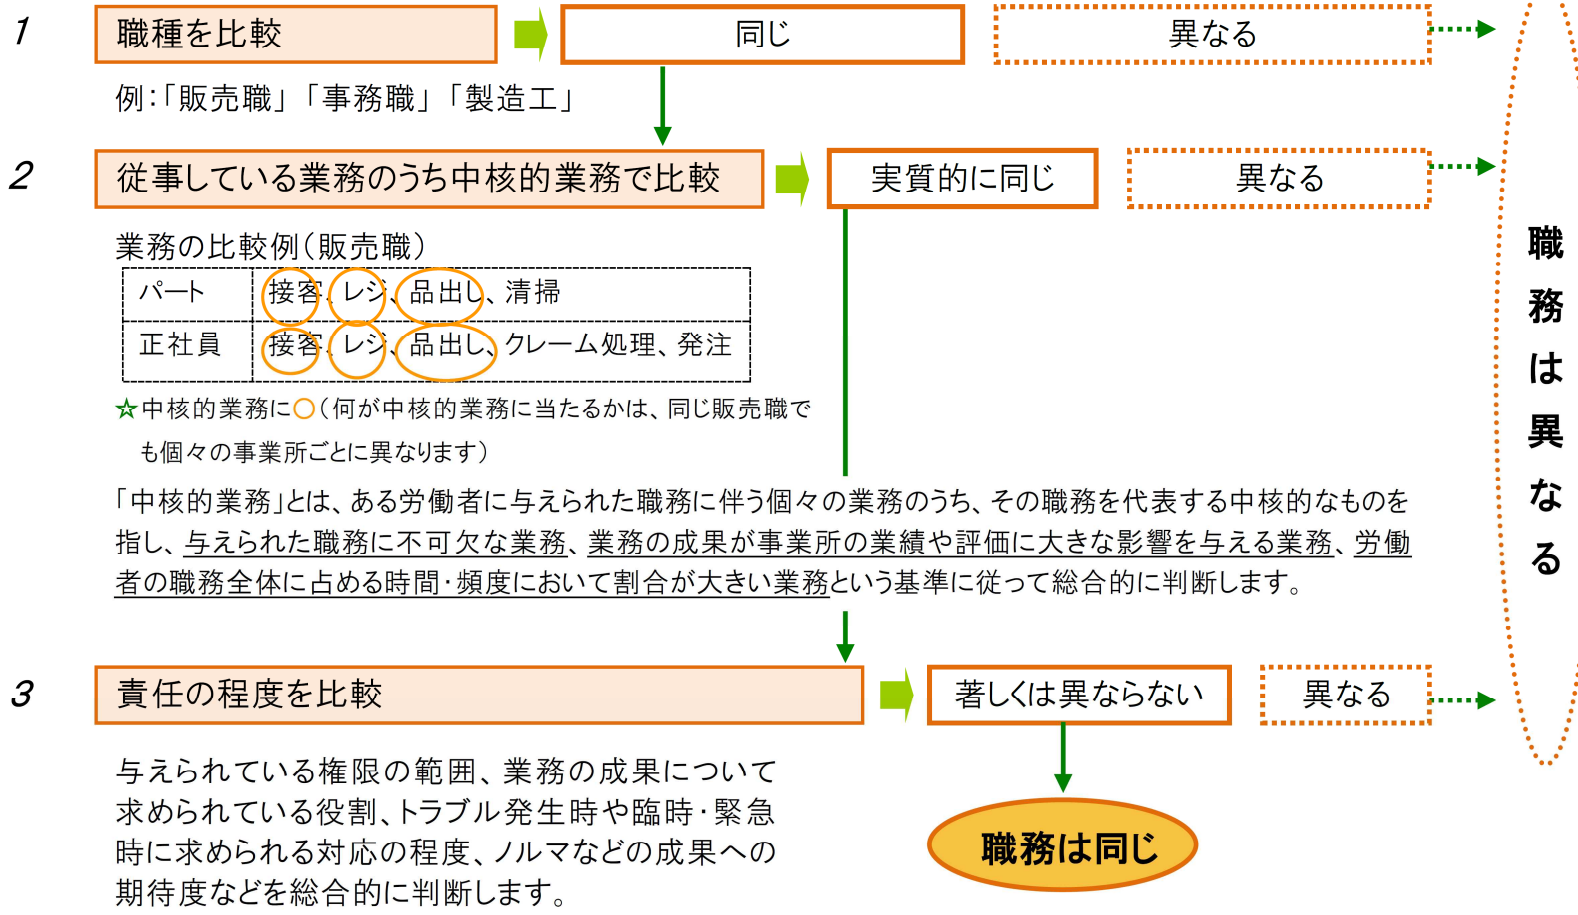 1
職種を比較
同じ
異なる
例：「販売職」「事務職」「製造工」
2
従事している業務のうち中核的業務で比較
実質的に同じ
異なる
業務の比較例（販売職）
パート
接客、レジ、品出し、清掃
正社員
接客、レジ、品出し、クレーム処理、発注
☆中核的業務に○（何が中核的業務に当たるかは、同じ販売職で
も個々の事業所ごとに異なります）
「中核的業務」とは、ある労働者に与えられた職務に伴う個々の業務のうち、その職務を代表する中核的なものを
指し、与えられた職務に不可欠な業務、業務の成果が事業所の業績や評価に大きな影響を与える業務、労働
者の職務全体に占める時間・頻度において割合が大きい業務という基準に従って総合的に判断します。
3
責任の程度を比較
著しくは異ならない
異なる
与えられている権限の範囲、業務の成果について
求められている役割、トラブル発生時や臨時・緊急
時に求められる対応の程度、ノルマなどの成果への
期待度などを総合的に判断します。
職務は同じ
職務は異なる